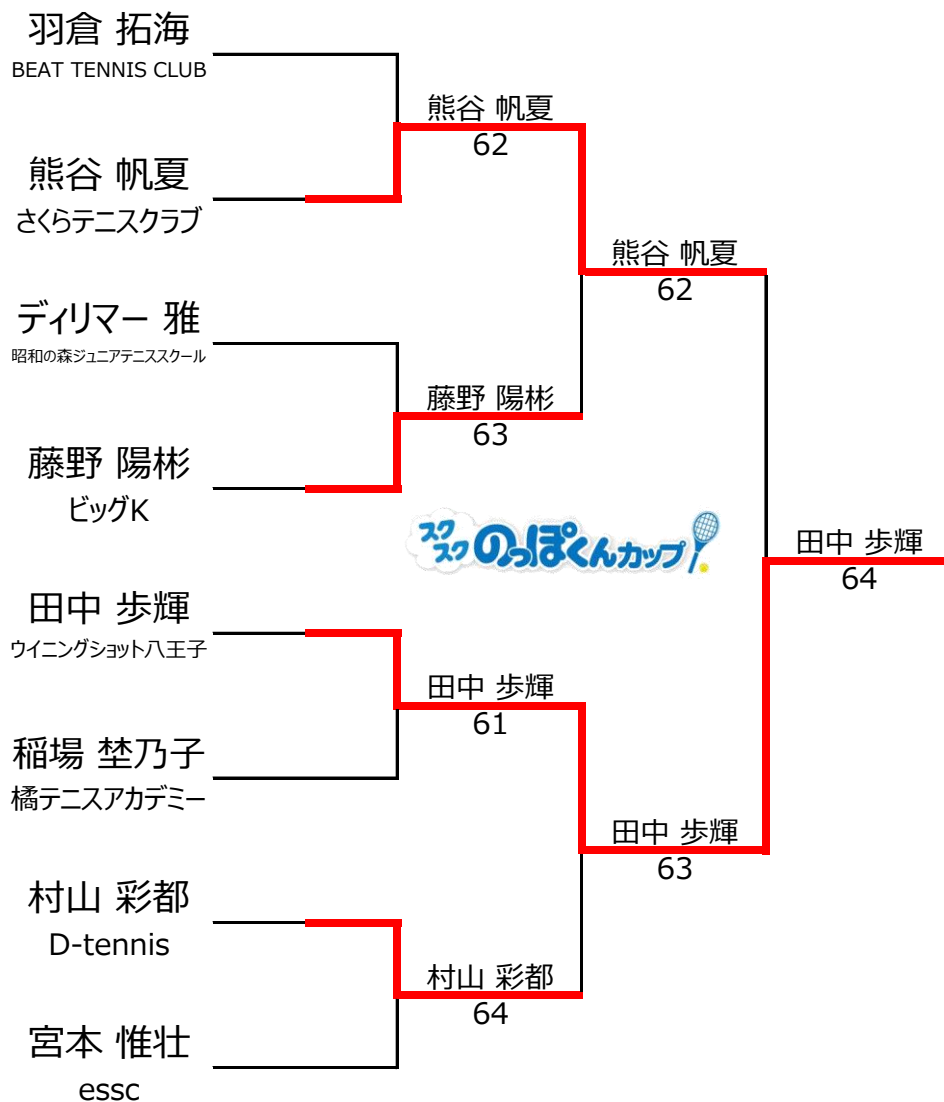 羽倉 拓海
BEAT TENNIS CLUB
熊谷 帆夏
62
熊谷 帆夏
さくらテニスクラブ
熊谷 帆夏
62
ディリマー 雅
昭和の森ジュニアテニススクール
藤野 陽彬
63
藤野 陽彬
ビッグK
スクスクのっぽくんカップ
田中 歩輝
64
田中 歩輝
ウイニングショット八王子
田中 歩輝
61
稲場 埜乃子
橘テニスアカデミー
田中 歩輝
63
村山 彩都
D-tennis
村山 彩都
64
宮本 惟壮
essc